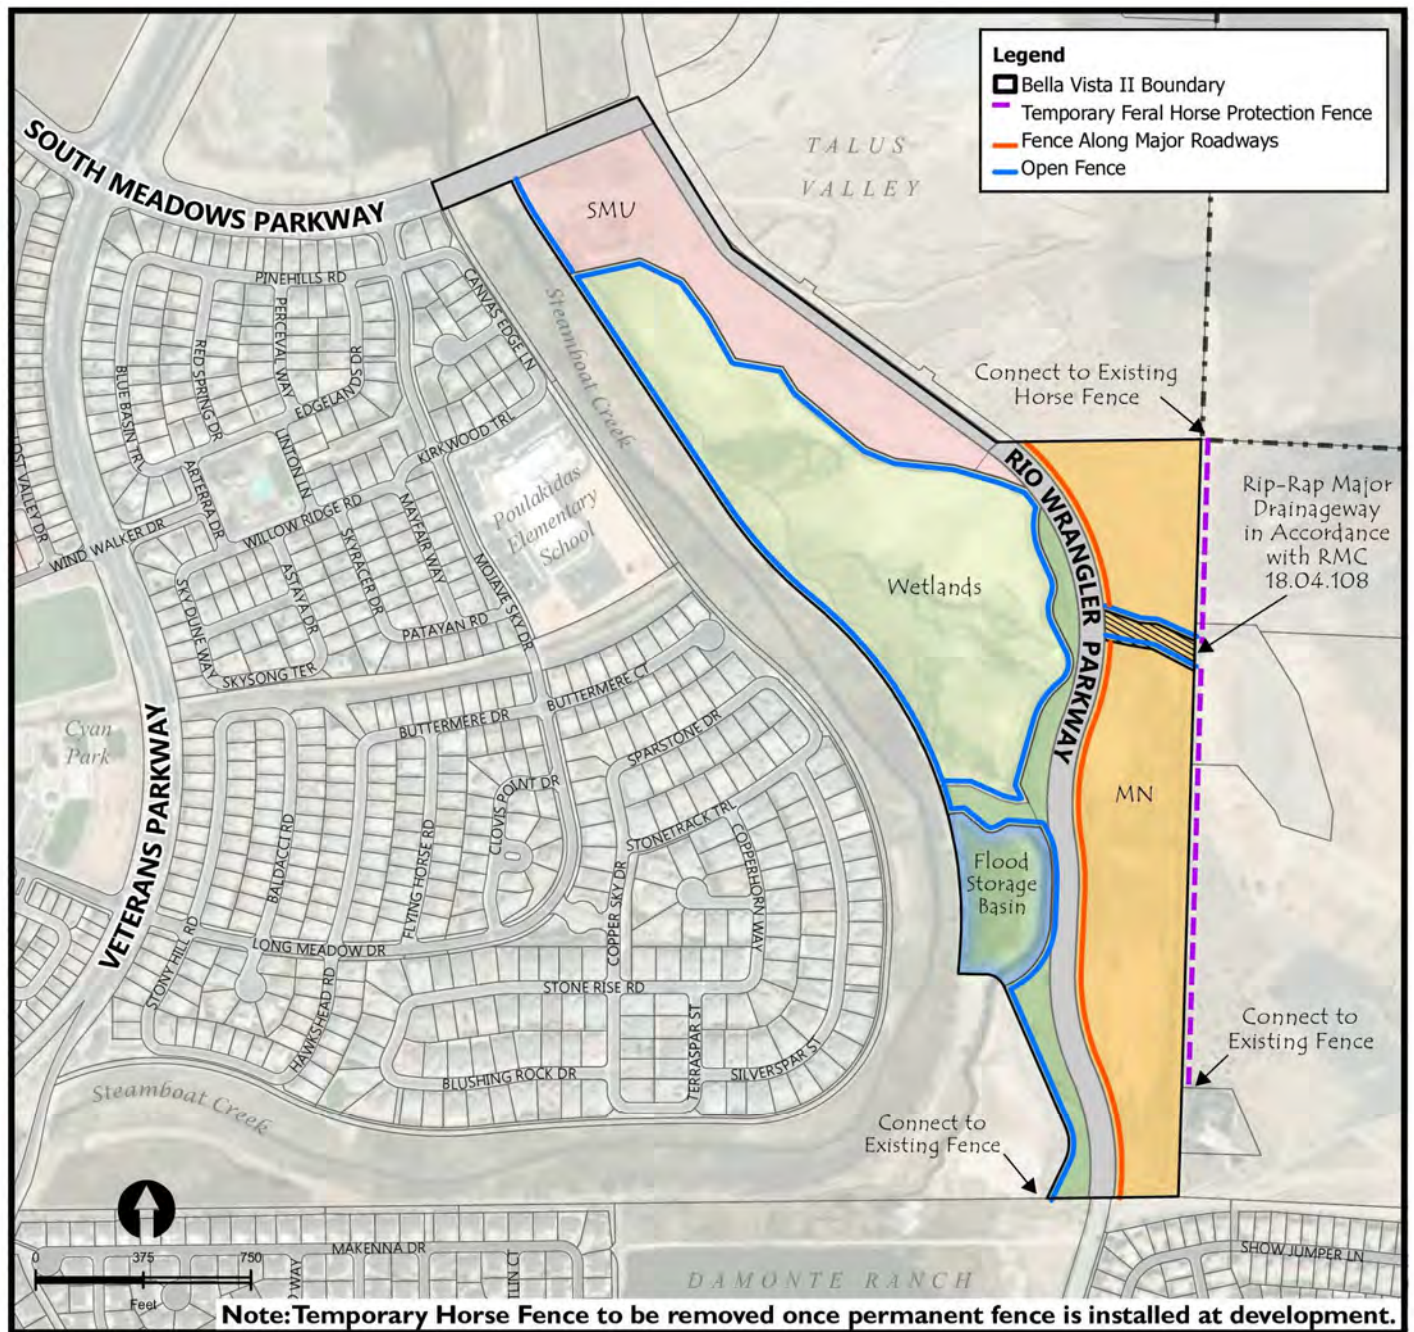 Legend
Bella Vista II Boundary
Temporary Feral Horse Protection Fence
Fence Along Major Roadways
Open Fence
TALUS
VALLEY
SOUTH MEADOWS PARKWAY
SMU
PINEHILLS RD
CANVAS EDGE LN
PERCEVAL WAY
RED SPRING DR
EDGELANDS DR
BLUE BASIN TRL
Steamboat Creek
Connect to Existing
Horse Fence
KIRKWOOD TRL
LINTON LN
LOST VALLEY DR
ARTERRA DR
RIO WRANGLER PARKWAY
Rip-Rap Major
Drainageway
in Accordance
with RMC
18.04.108
Poulakidas
Elementary
School
WILLOW RIDGE RD
MAYFAIR WAY
WIND WALKER DR
SKYRACER DR
MOJAVE SKY DR
ASTAYA DR
SKY DUNE WAY
Wetlands
PATAYAN RD
SKYSONG TER
BUTTERMERE CT
BUTTERMERE DR
SPARSTONE DR
Cyan
Park
VETERANS PARKWAY
CLOVIS POINT DR
MN
STONETRACK TRL
BALDACCI RD
FLYING HORSE RD
COPPERHORN WAY
Flood
Storage
Basin
COPPER SKY DR
STONY HILL RD
LONG MEADOW DR
STONE RISE RD
HAWKSHEAD RD
TERRASPAR ST
SILVERSPAR ST
BLUSHING ROCK DR
Connect to
Existing Fence
Steamboat Creek
Connect to
Existing Fence
MAKENNA DR
SHOW JUMPER LN
0 375 750
Feet
WAY
DAMONTE RANCH
Note: Temporary Horse Fence to be removed once permanent fence is installed at development.